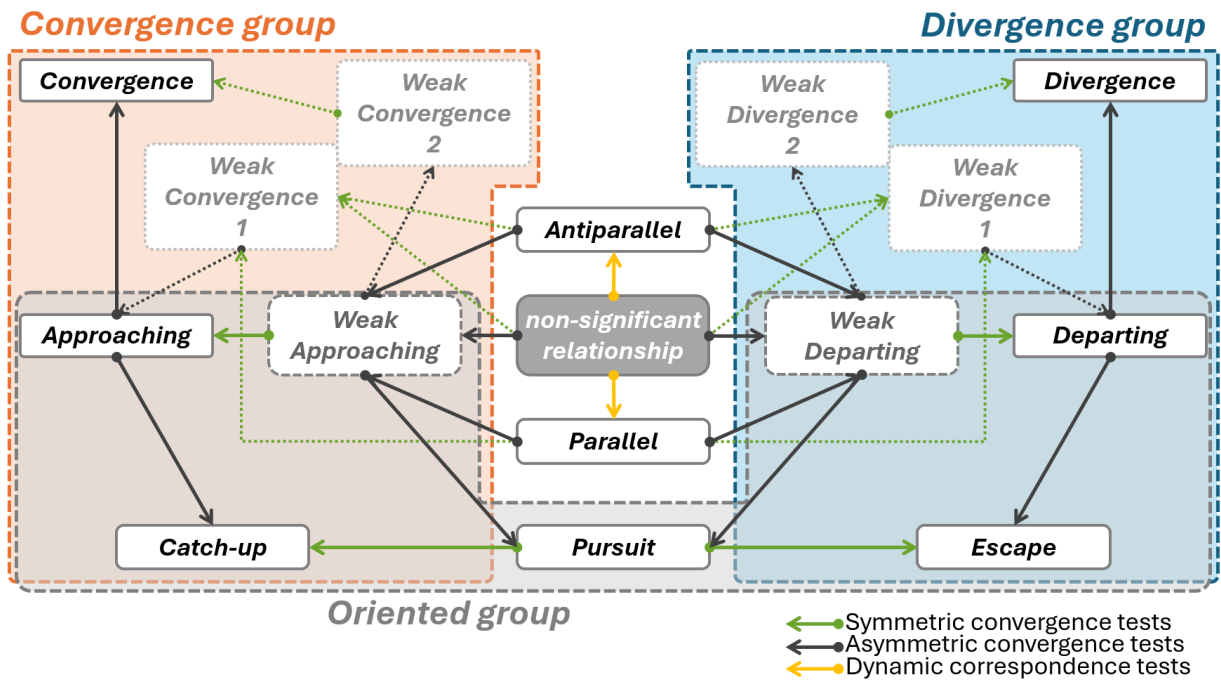 Convergence group
Divergence group
Convergence
Weak
Convergence
2
Weak
Divergence
2
Divergence
Weak
Convergence
1
Weak
Divergence
1
Antiparallel
Approaching
Weak
Approaching
non-significant
relationship
Weak
Departing
Departing
Parallel
Catch-up
Pursuit
Escape
Oriented group
Symmetric convergence tests
Asymmetric convergence tests
Dynamic correspondence tests